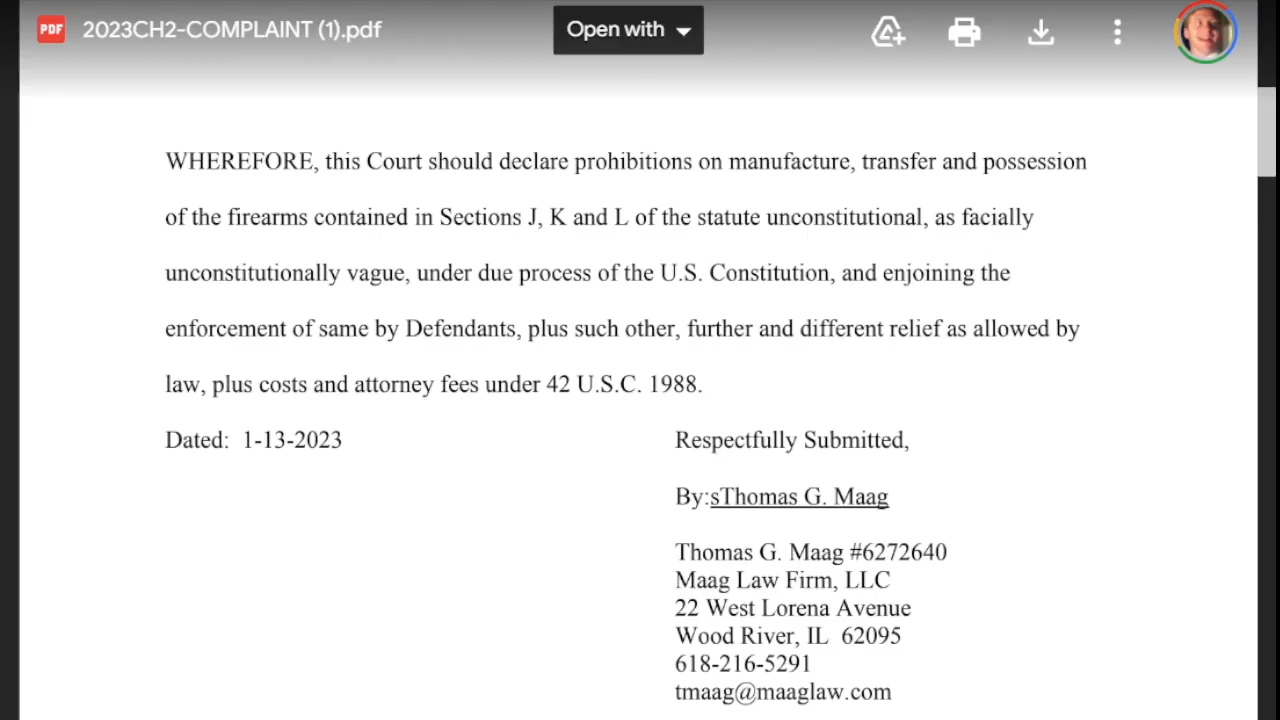 PDF 2023CH2-COMPLAINT (1).pdf Open with
WHEREFORE, this Court should declare prohibitions on manufacture, transfer and possession
of the firearms contained in Sections J, K and L of the statute unconstitutional, as facially
unconstitutionally vague, under due process of the U.S. Constitution, and enjoining the
enforcement of same by Defendants, plus such other, further and different relief as allowed by
law, plus costs and attorney fees under 42 U.S.C. 1988.
Dated: 1-13-2023 Respectfully Submitted,
By:sThomas G. Maag
Thomas G. Maag #6272640
Maag Law Firm, LLC
22 West Lorena Avenue
Wood River, IL 62095
618-216-5291
tmaag@maaglaw.com